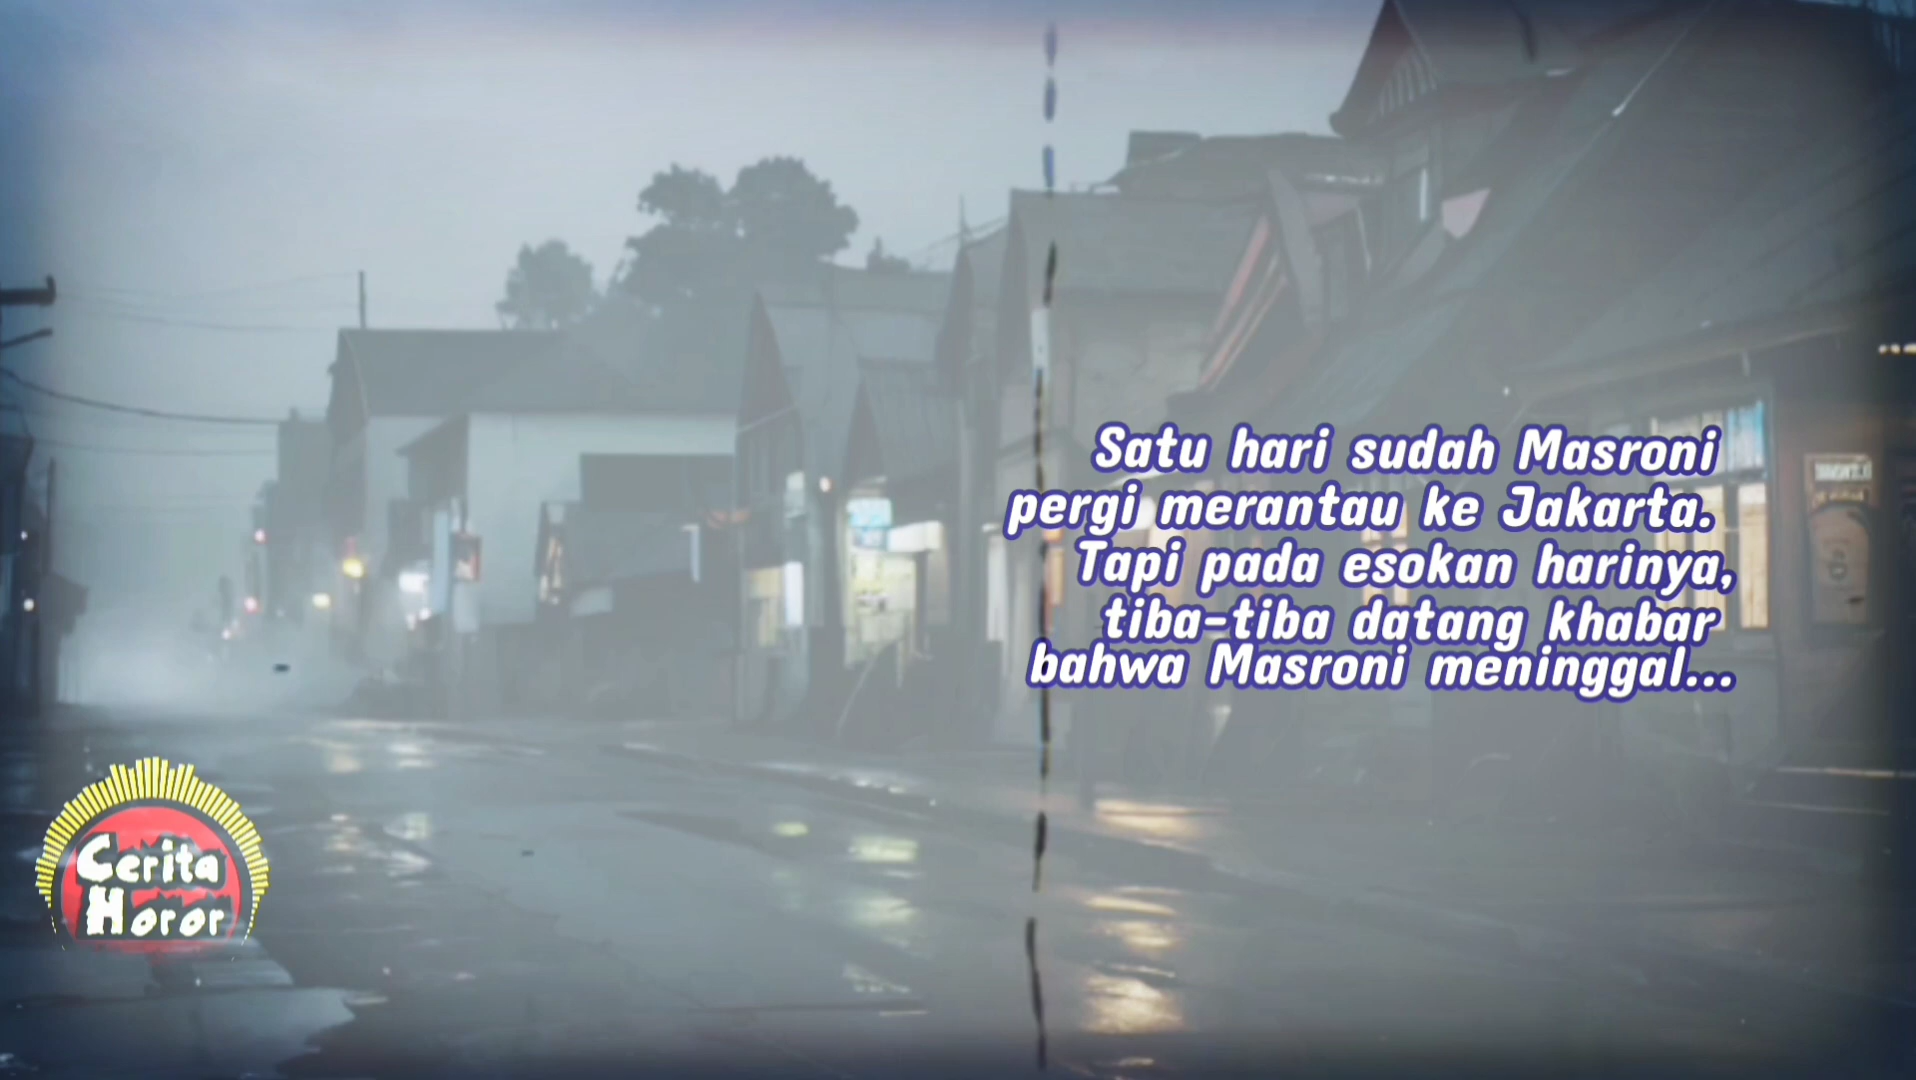 Satu hari sudah Masroni
pergi merantau ke Jakarta.
Tapi pada esokan harinya,
tiba-tiba datang khabar
bahwa Masroni meninggal...
Cerita
Horor